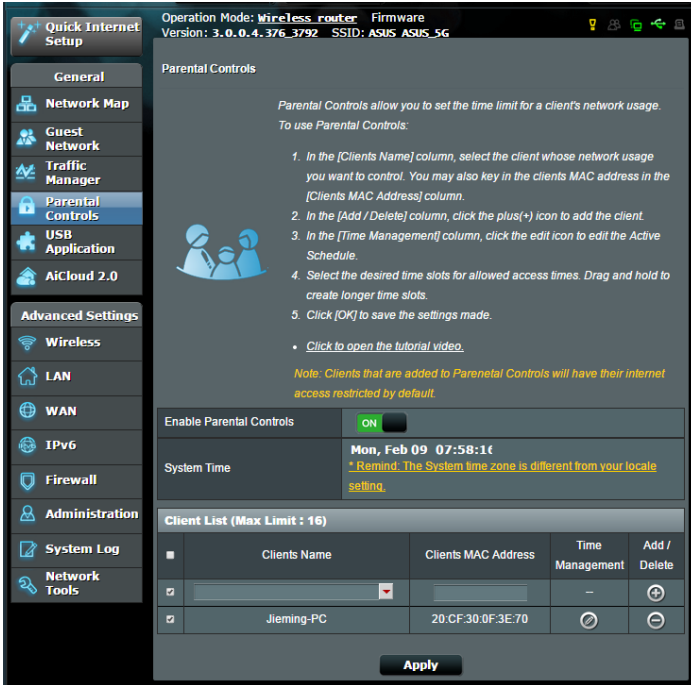 Quick Internet
Setup
Operation Mode: Wireless router Firmware
Version: 3.0.0.4.376_3792 SSID: ASUS ASUS_5G
General
Network Map
Guest
Network
Traffic
Manager
Parental
Controls
USB
Application
AiCloud 2.0
Advanced Settings
Wireless
LAN
WAN
IPv6
Firewall
Administration
System Log
Network
Tools
Parental Controls
Parental Controls allow you to set the time limit for a client's network usage.
To use Parental Controls:
1. In the [Clients Name] column, select the client whose network usage
you want to control. You may also key in the clients MAC address in the
[Clients MAC Address] column.
2. In the [Add / Delete] column, click the plus(+) icon to add the client.
3. In the [Time Management] column, click the edit icon to edit the Active
Schedule.
4. Select the desired time slots for allowed access times. Drag and hold to
create longer time slots.
5. Click [OK] to save the settings made.
• Click to open the tutorial video.
Note: Clients that are added to Parenetal Controls will have their internet
access restricted by default.
Enable Parental Controls ON
System Time
Mon, Feb 09 07:58:16
* Remind: The System time zone is different from your locale
setting.
Client List (Max Limit : 16)
Clients Name Clients MAC Address Time Management Add / Delete
--
Jieming-PC 20:CF:30:0F:3E:70
Apply